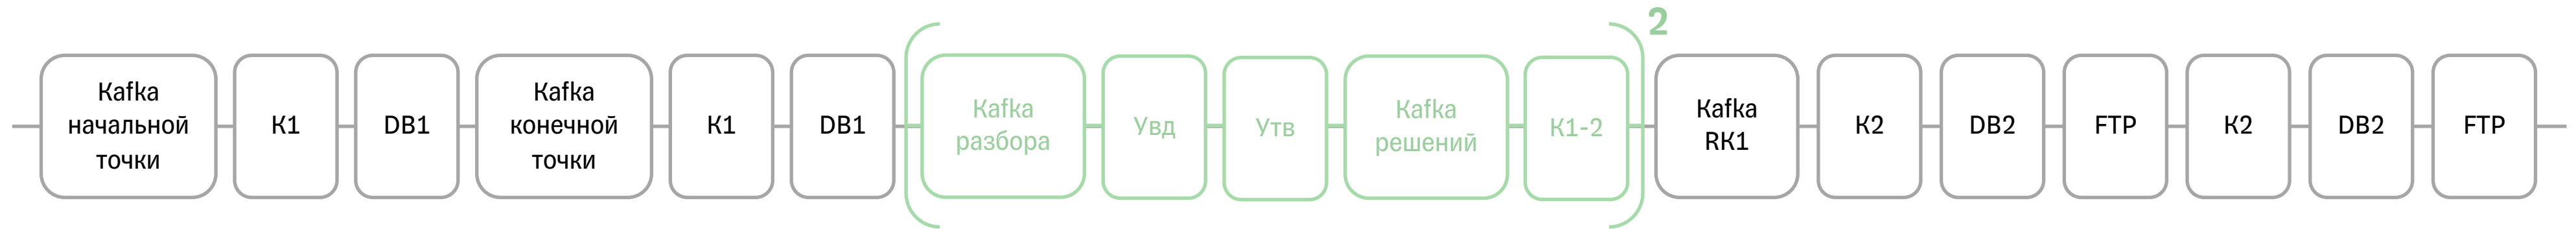 Kafka
начальной
точки
К1
DB1
Kafka
конечной
точки
К1
DB1
Kafka
разбора
Увд
Утв
Kafka
решений
К1-2
2
Kafka
RK1
К2
DB2
FTP
К2
DB2
FTP